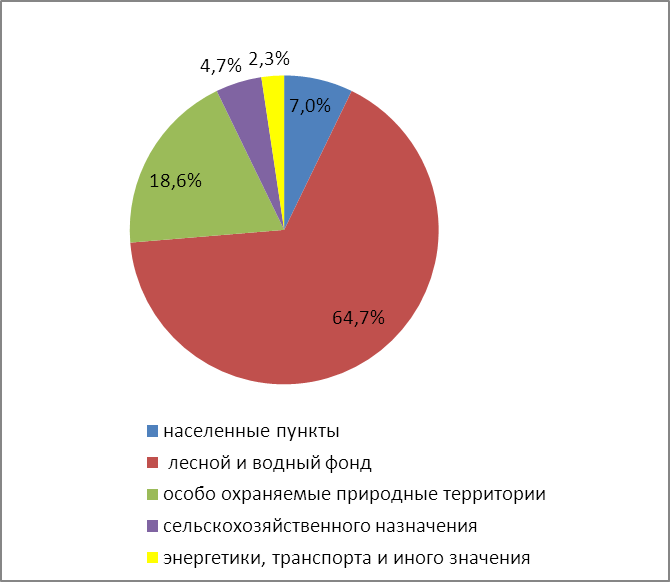 4,7%
2,3%
7,0%
18,6%
64,7%
населенные пункты
лесной и водный фонд
особо охраняемые природные территории
сельскохозяйственного назначения
энергетики, транспорта и иного значения